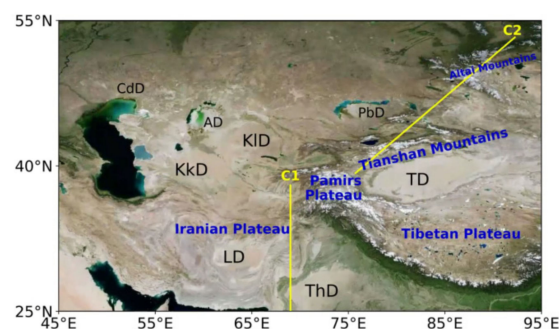 55°N
C2
Altai Mountains
CdD
AD
PbD
KlD
Tianshan Mountains
40°N
KkD
C1
Pamirs
Plateau
TD
Iranian Plateau
Tibetan Plateau
LD
ThD
25°N
45°E
55°E
65°E
75°E
85°E
95°E